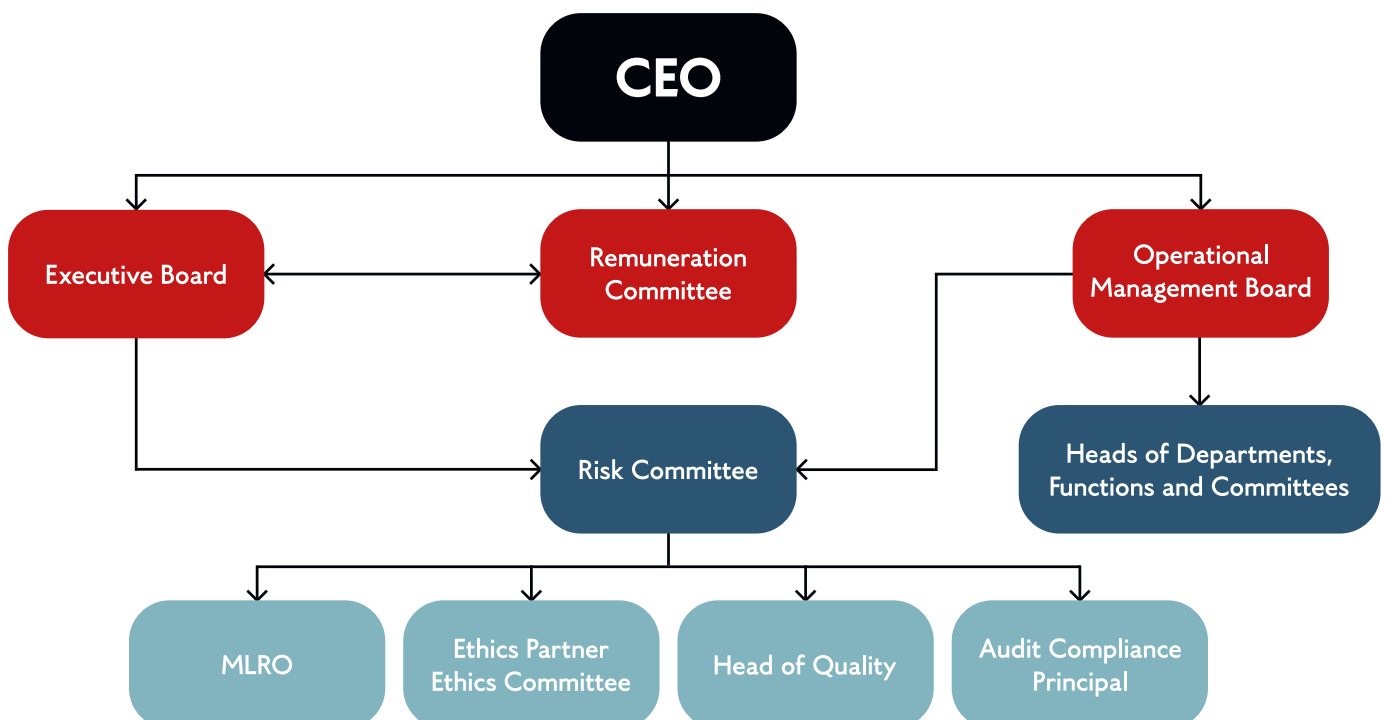 CEO
Executive Board
Remuneration
Committee
Operational
Management Board
Risk Committee
Heads of Departments,
Functions and Committees
MLRO
Ethics Partner
Ethics Committee
Head of Quality
Audit Compliance
Principal